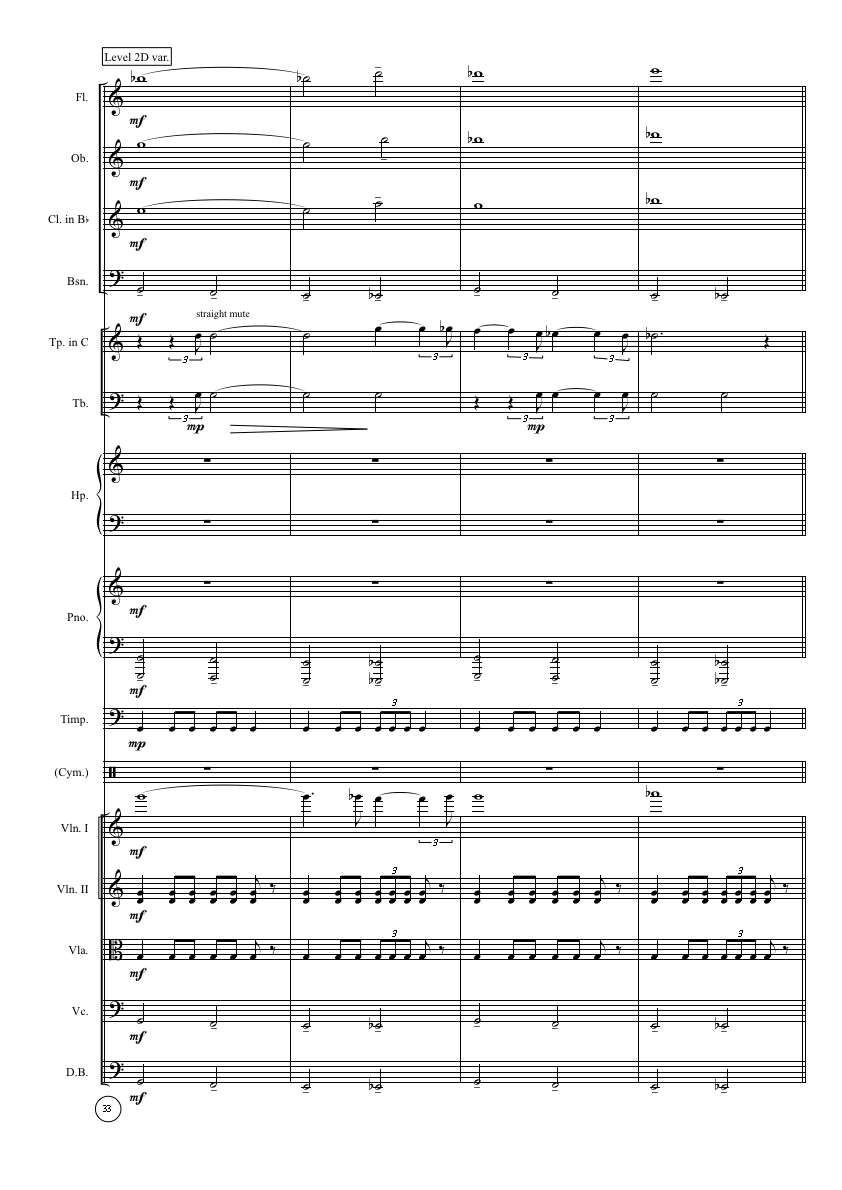 Level 2D var.
Fl.
mf
Ob.
mf
Cl. in B♭
mf
Bsn.
mf
straight mute
Tp. in C
3
3
3
3
Tb.
3
3
3
mp
mp
Hp.
Pno.
mf
mf
3
3
Timp.
mp
(Cym.)
Vln. I
3
mf
3
3
Vln. II
mf
3
3
Vla.
mf
Vc.
mf
D.B.
mf
33